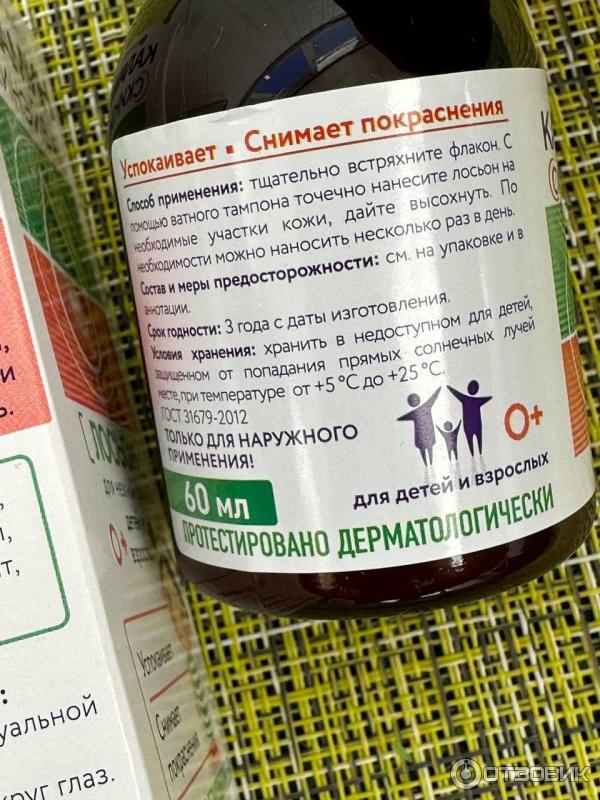 Успокаивает ▪ Снимает покраснения
Способ применения: тщательно встряхните флакон. С
помощью ватного тампона точечно нанесите лосьон на
необходимые участки кожи, дайте высохнуть. По
необходимости можно наносить несколько раз в день.
Состав и меры предосторожности: см. на упаковке и в
аннотации.
Срок годности: 3 года с даты изготовления.
Условия хранения: хранить в недоступном для детей,
защищенном от попадания прямых солнечных лучей
месте, при температуре от +5 °C до +25 °C.
ГОСТ 31679-2012
ТОЛЬКО ДЛЯ НАРУЖНОГО
ПРИМЕНЕНИЯ!
0+
60 мл
для детей и взрослых
ПРОТЕСТИРОВАНО ДЕРМАТОЛОГИЧЕСКИ
0+
Успокаивает
Снимает
покраснения
круг глаз.
ОТЗОВИК